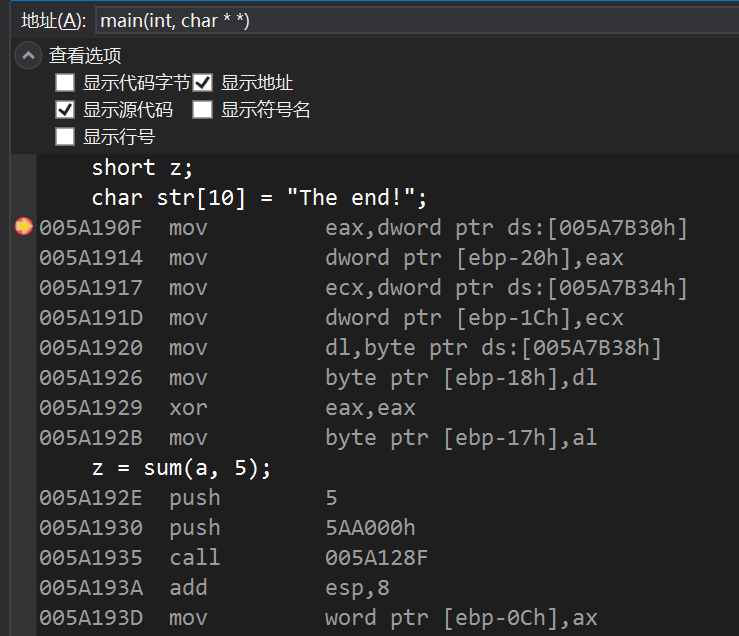 地址(A): main(int, char * *)
查看选项
显示代码字节 显示地址
显示源代码 显示符号名
显示行号
short z;
char str[10] = "The end!";
005A190F mov eax,dword ptr ds:[005A7B30h]
005A1914 mov dword ptr [ebp-20h],eax
005A1917 mov ecx,dword ptr ds:[005A7B34h]
005A191D mov dword ptr [ebp-1Ch],ecx
005A1920 mov dl,byte ptr ds:[005A7B38h]
005A1926 mov byte ptr [ebp-18h],dl
005A1929 xor eax,eax
005A192B mov byte ptr [ebp-17h],al
z = sum(a, 5);
005A192E push 5
005A1930 push 5AA000h
005A1935 call 005A128F
005A193A add esp,8
005A193D mov word ptr [ebp-0Ch],ax